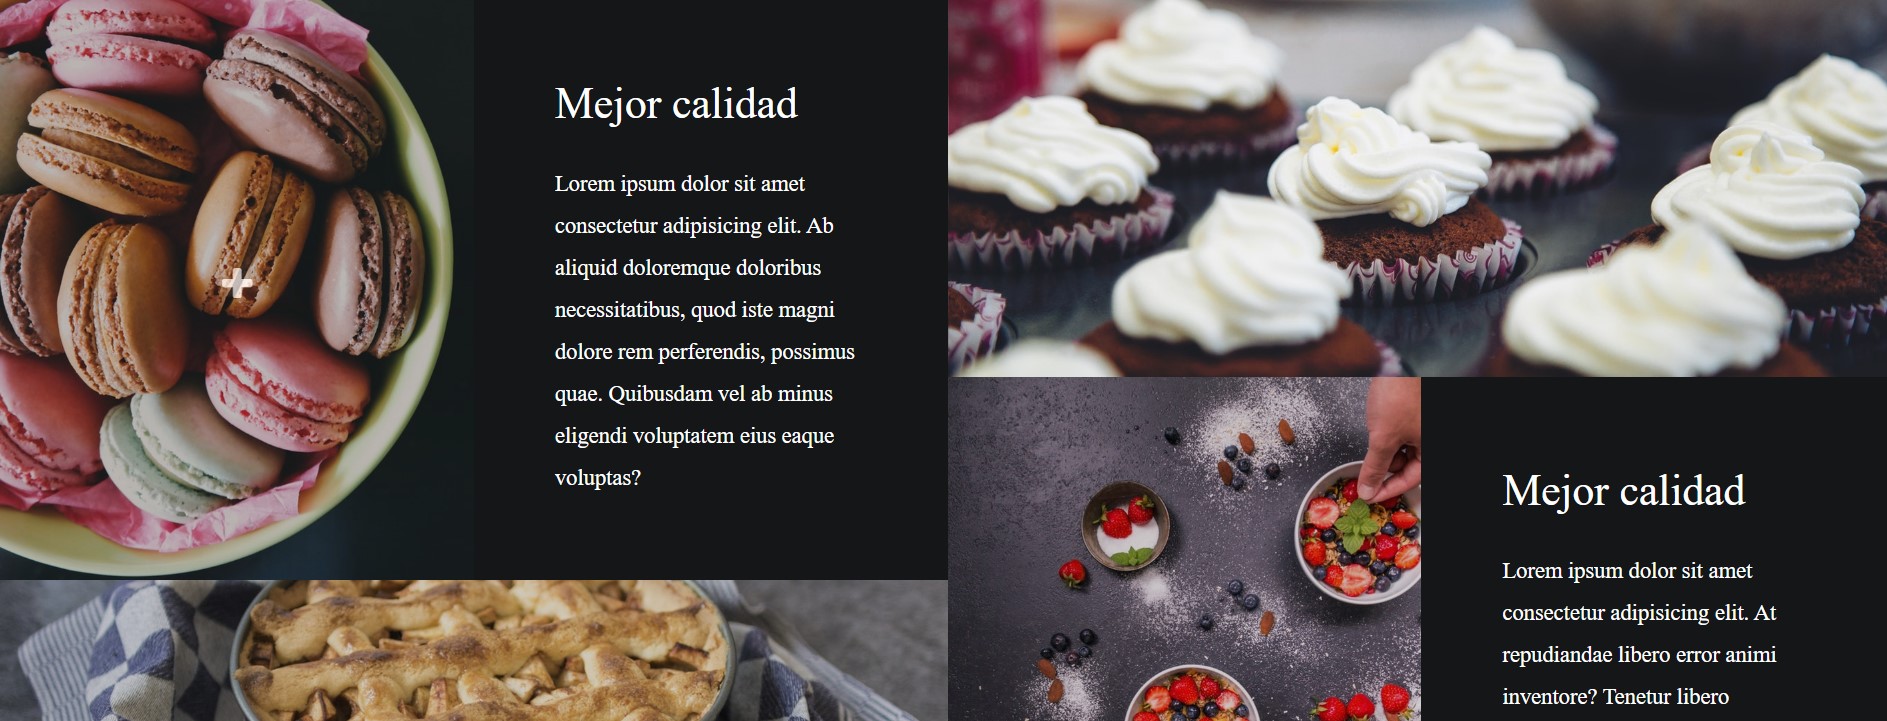 Mejor calidad
Lorem ipsum dolor sit amet
consectetur adipisicing elit. Ab
aliquid doloremque doloribus
necessitatibus, quod iste magni
dolore rem perferendis, possimus
quae. Quibusdam vel ab minus
eligendi voluptatem eius eaque
voluptas?
Mejor calidad
Lorem ipsum dolor sit amet
consectetur adipisicing elit. At
repudiandae libero error animi
inventore? Tenetur libero